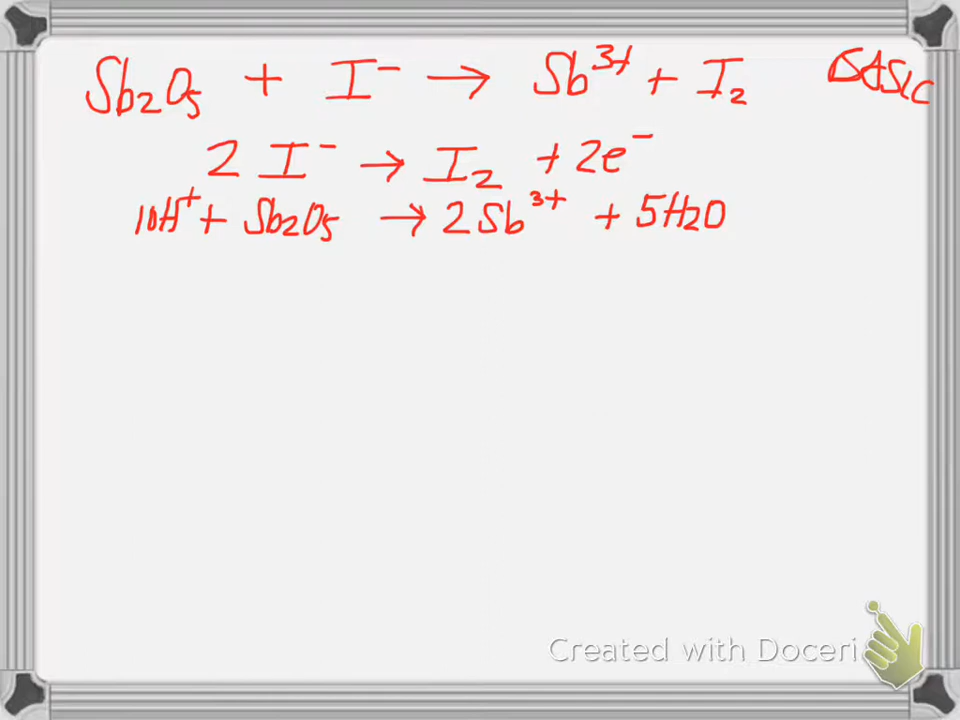 Sb₂O₅ + I⁻ → Sb³⁺ + I₂ BASIC
2 I⁻ → I₂ + 2e⁻
10H⁺ + Sb₂O₅ → 2Sb³⁺ + 5H₂O
Created with Doceri